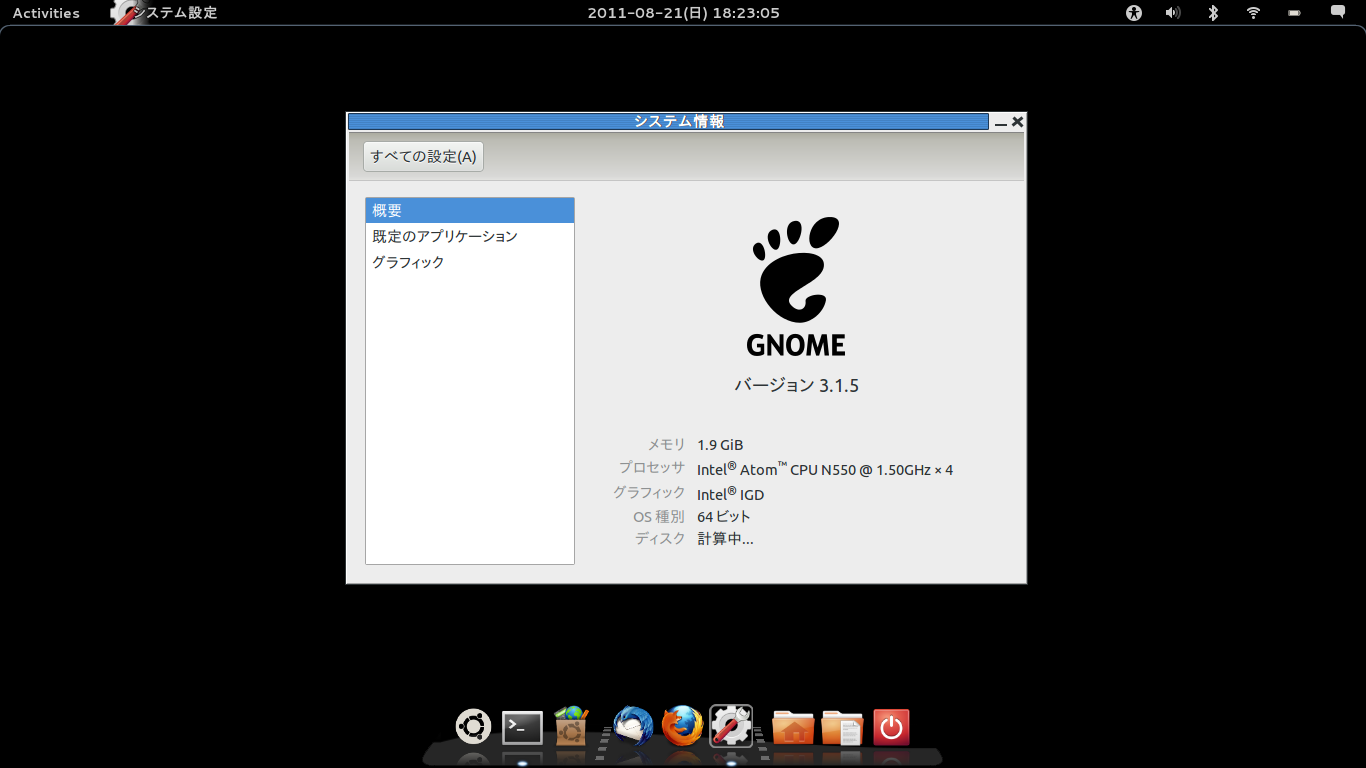 Activities システム設定 2011-08-21(日) 18:23:05
システム情報
すべての設定(A)
概要
既定のアプリケーション
グラフィック
GNOME
バージョン 3.1.5
メモリ 1.9 GiB
プロセッサ Intel® Atom™ CPU N550 @ 1.50GHz × 4
グラフィック Intel® IGD
OS 種別 64 ビット
ディスク 計算中...